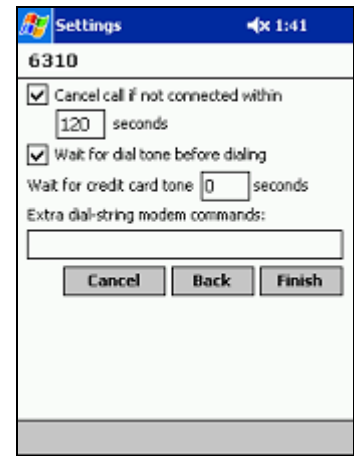 Settings 1:41
6310
Cancel call if not connected within
120 seconds
Wait for dial tone before dialing
Wait for credit card tone 0 seconds
Extra dial-string modem commands:
Cancel Back Finish